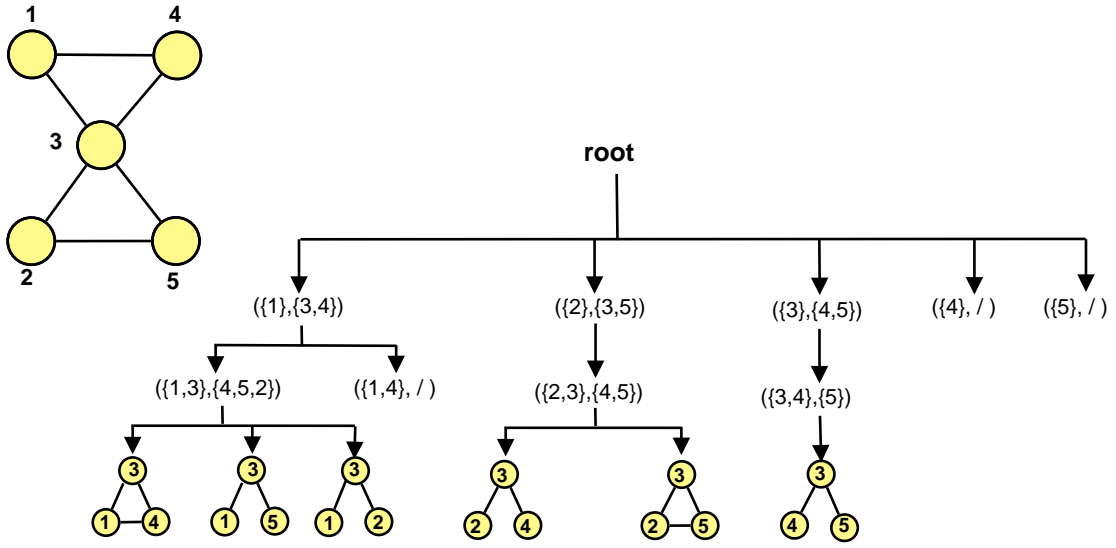 1 4
3
2 5
root
({1},{3,4}) ({2},{3,5}) ({3},{4,5}) ({4}, / ) ({5}, / )
({1,3},{4,5,2}) ({1,4}, / ) ({2,3},{4,5}) ({3,4},{5})
3 3 3 3 3 3
1 4 1 5 1 2 2 4 2 5 4 5